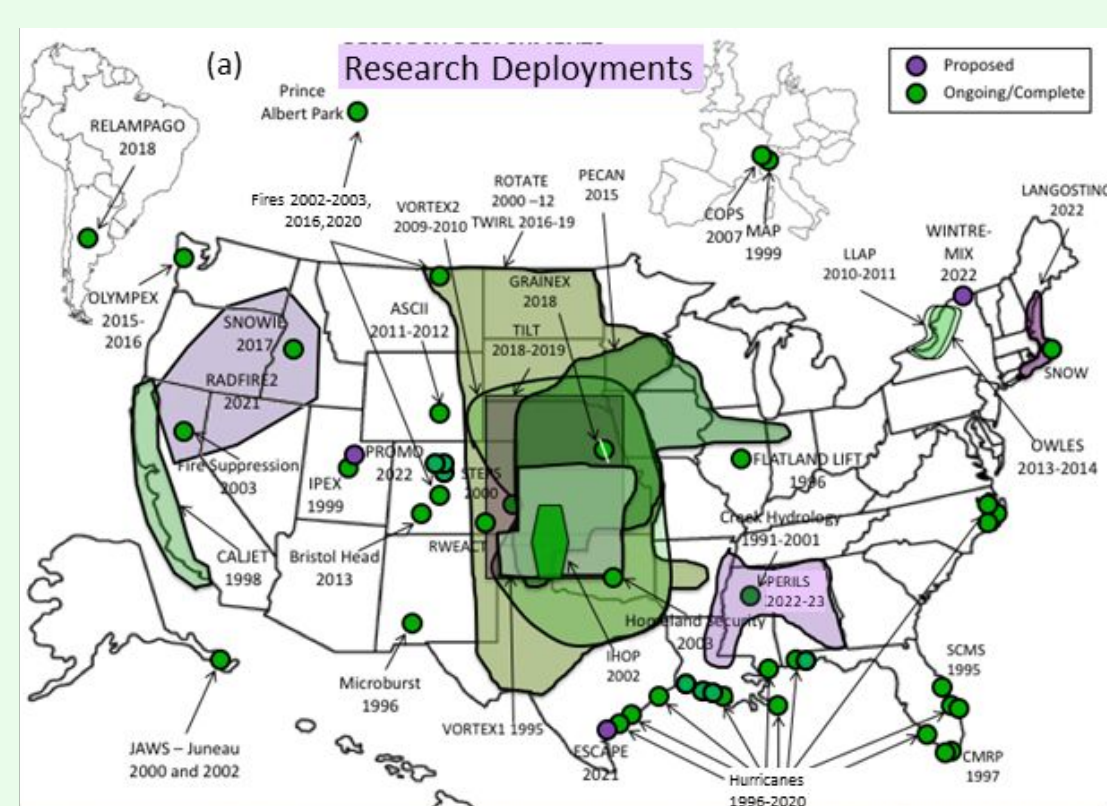 (a)
Research Deployments
Proposed
Ongoing/Complete
Prince
Albert Park
RELAMPAGO
2018
Fires 2002-2003,
2016,2020
VORTEX2
2009-2010
ROTATE
2000 –12
TWIRL 2016-19
PECAN
2015
COPS
2007
MAP
1999
LANGOSTINO
2022
WINTRE-
MIX
2022
LLAP
2010-2011
OLYMPEX
2015-
2016
SNOWIE
2017
ASCII
2011-2012
GRAINEX
2018
TILT
2018-2019
RADFIRE2
2021
SNOW
Fire Suppression
2003
IPEX
1999
PROMO
2022
STEPS
2000
FLATLAND LIFT
1996
OWLES
2013-2014
Creek Hydrology
1991-2001
CALJET
1998
Bristol Head
2013
RWEACT
PERILS
2022-23
Homeland Security
2003
IHOP
2002
SCMS
1995
Microburst
1996
VORTEX1 1995
JAWS – Juneau
2000 and 2002
ESCAPE
2021
Hurricanes
1996-2020
CMRP
1997